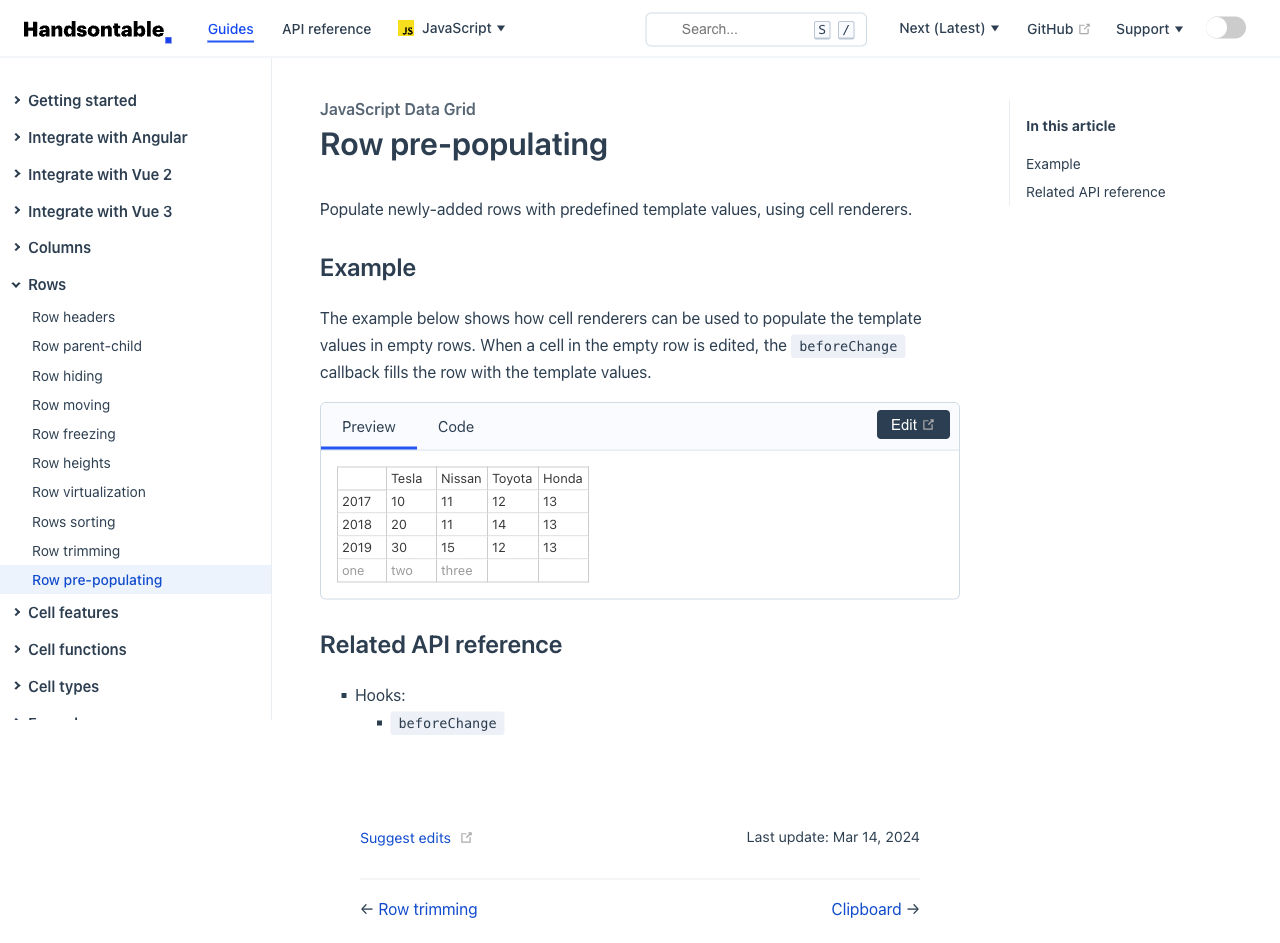 Handsontable
Guides
API reference
JS JavaScript
Search...
S /
Next (Latest)
GitHub
Support
Getting started
Integrate with Angular
Integrate with Vue 2
Integrate with Vue 3
Columns
Rows
Row headers
Row parent-child
Row hiding
Row moving
Row freezing
Row heights
Row virtualization
Rows sorting
Row trimming
Row pre-populating
Cell features
Cell functions
Cell types
JavaScript Data Grid
Row pre-populating
Populate newly-added rows with predefined template values, using cell renderers.
Example
The example below shows how cell renderers can be used to populate the template
values in empty rows. When a cell in the empty row is edited, the beforeChange
callback fills the row with the template values.
Preview
Code
Edit
Tesla Nissan Toyota Honda
2017 10 11 12 13
2018 20 11 14 13
2019 30 15 12 13
one two three
Related API reference
Hooks:
beforeChange
Suggest edits
Last update: Mar 14, 2024
← Row trimming
Clipboard →
In this article
Example
Related API reference